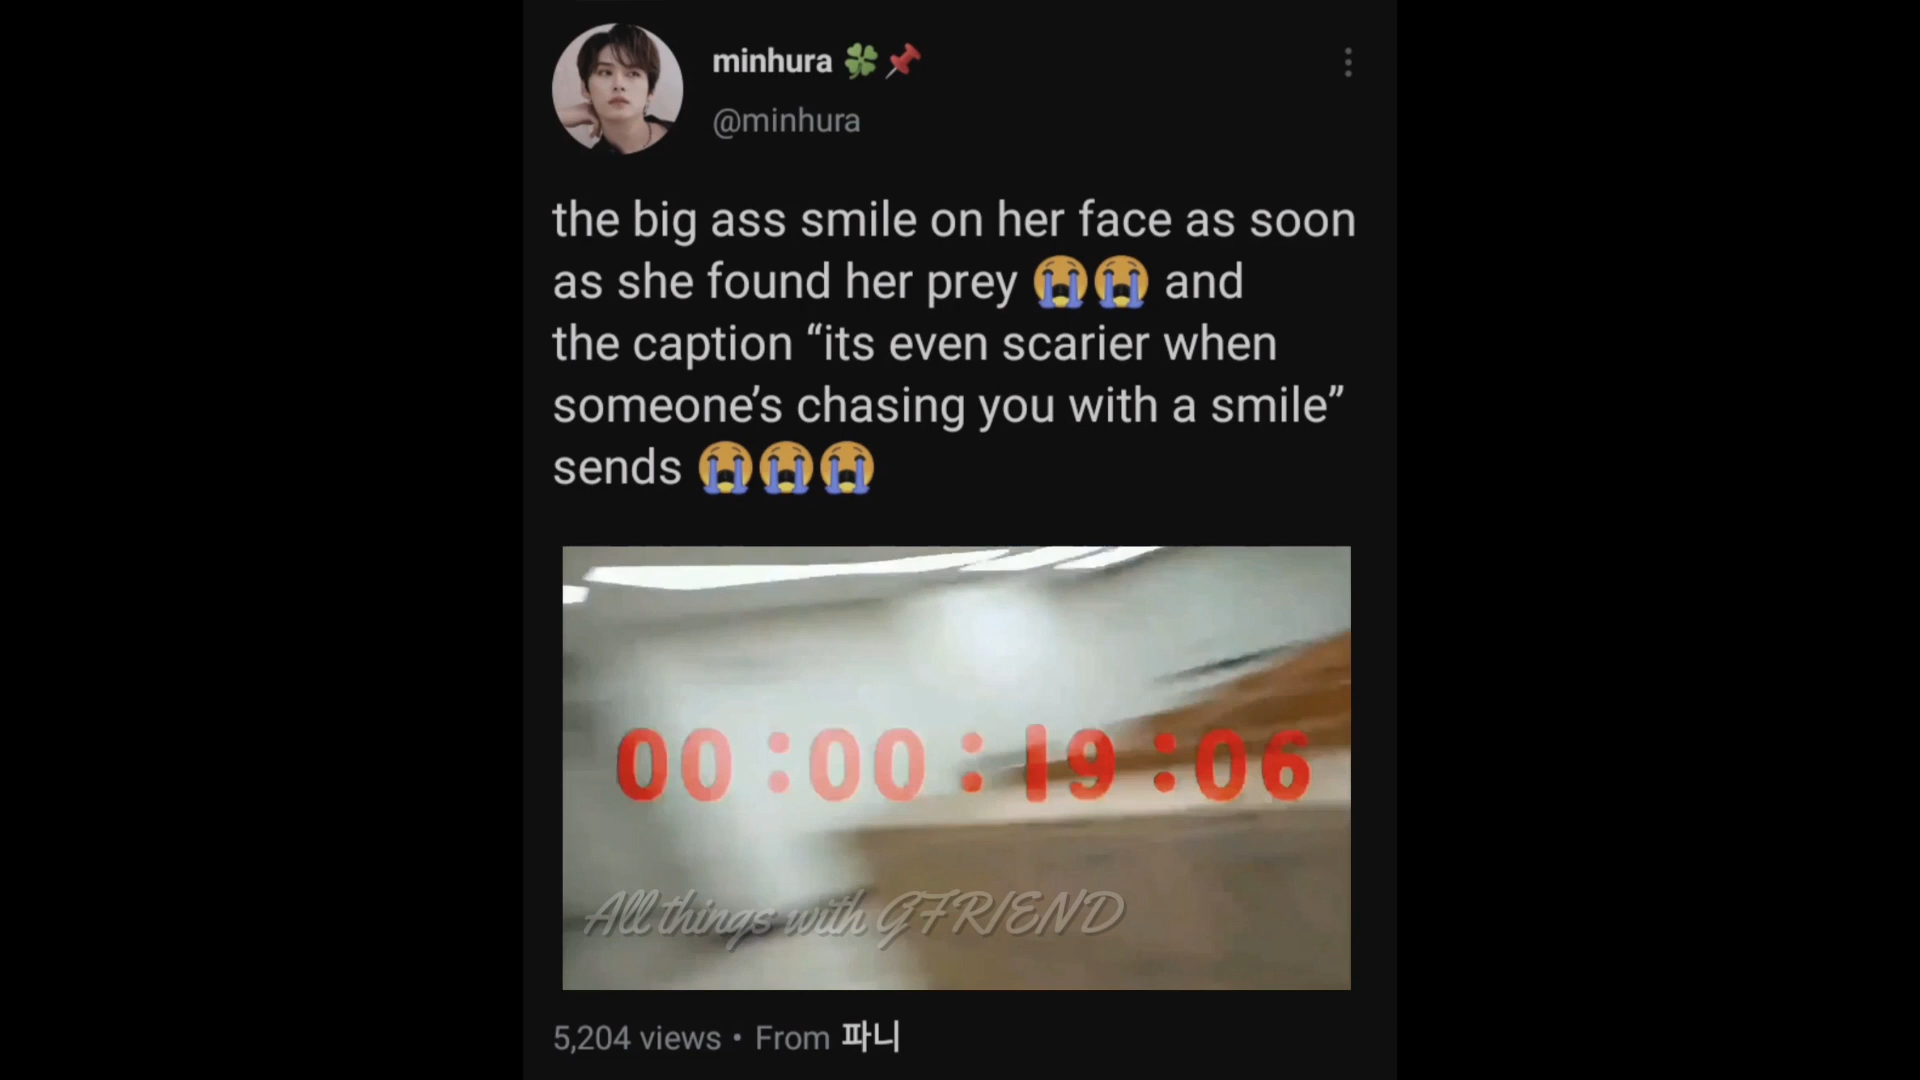 minhura 🍀📌
@minhura
the big ass smile on her face as soon
as she found her prey 😭😭 and
the caption “its even scarier when
someone’s chasing you with a smile”
sends 😭😭😭
00:00:19:06
All things with GFRIEND
5,204 views • From 파니